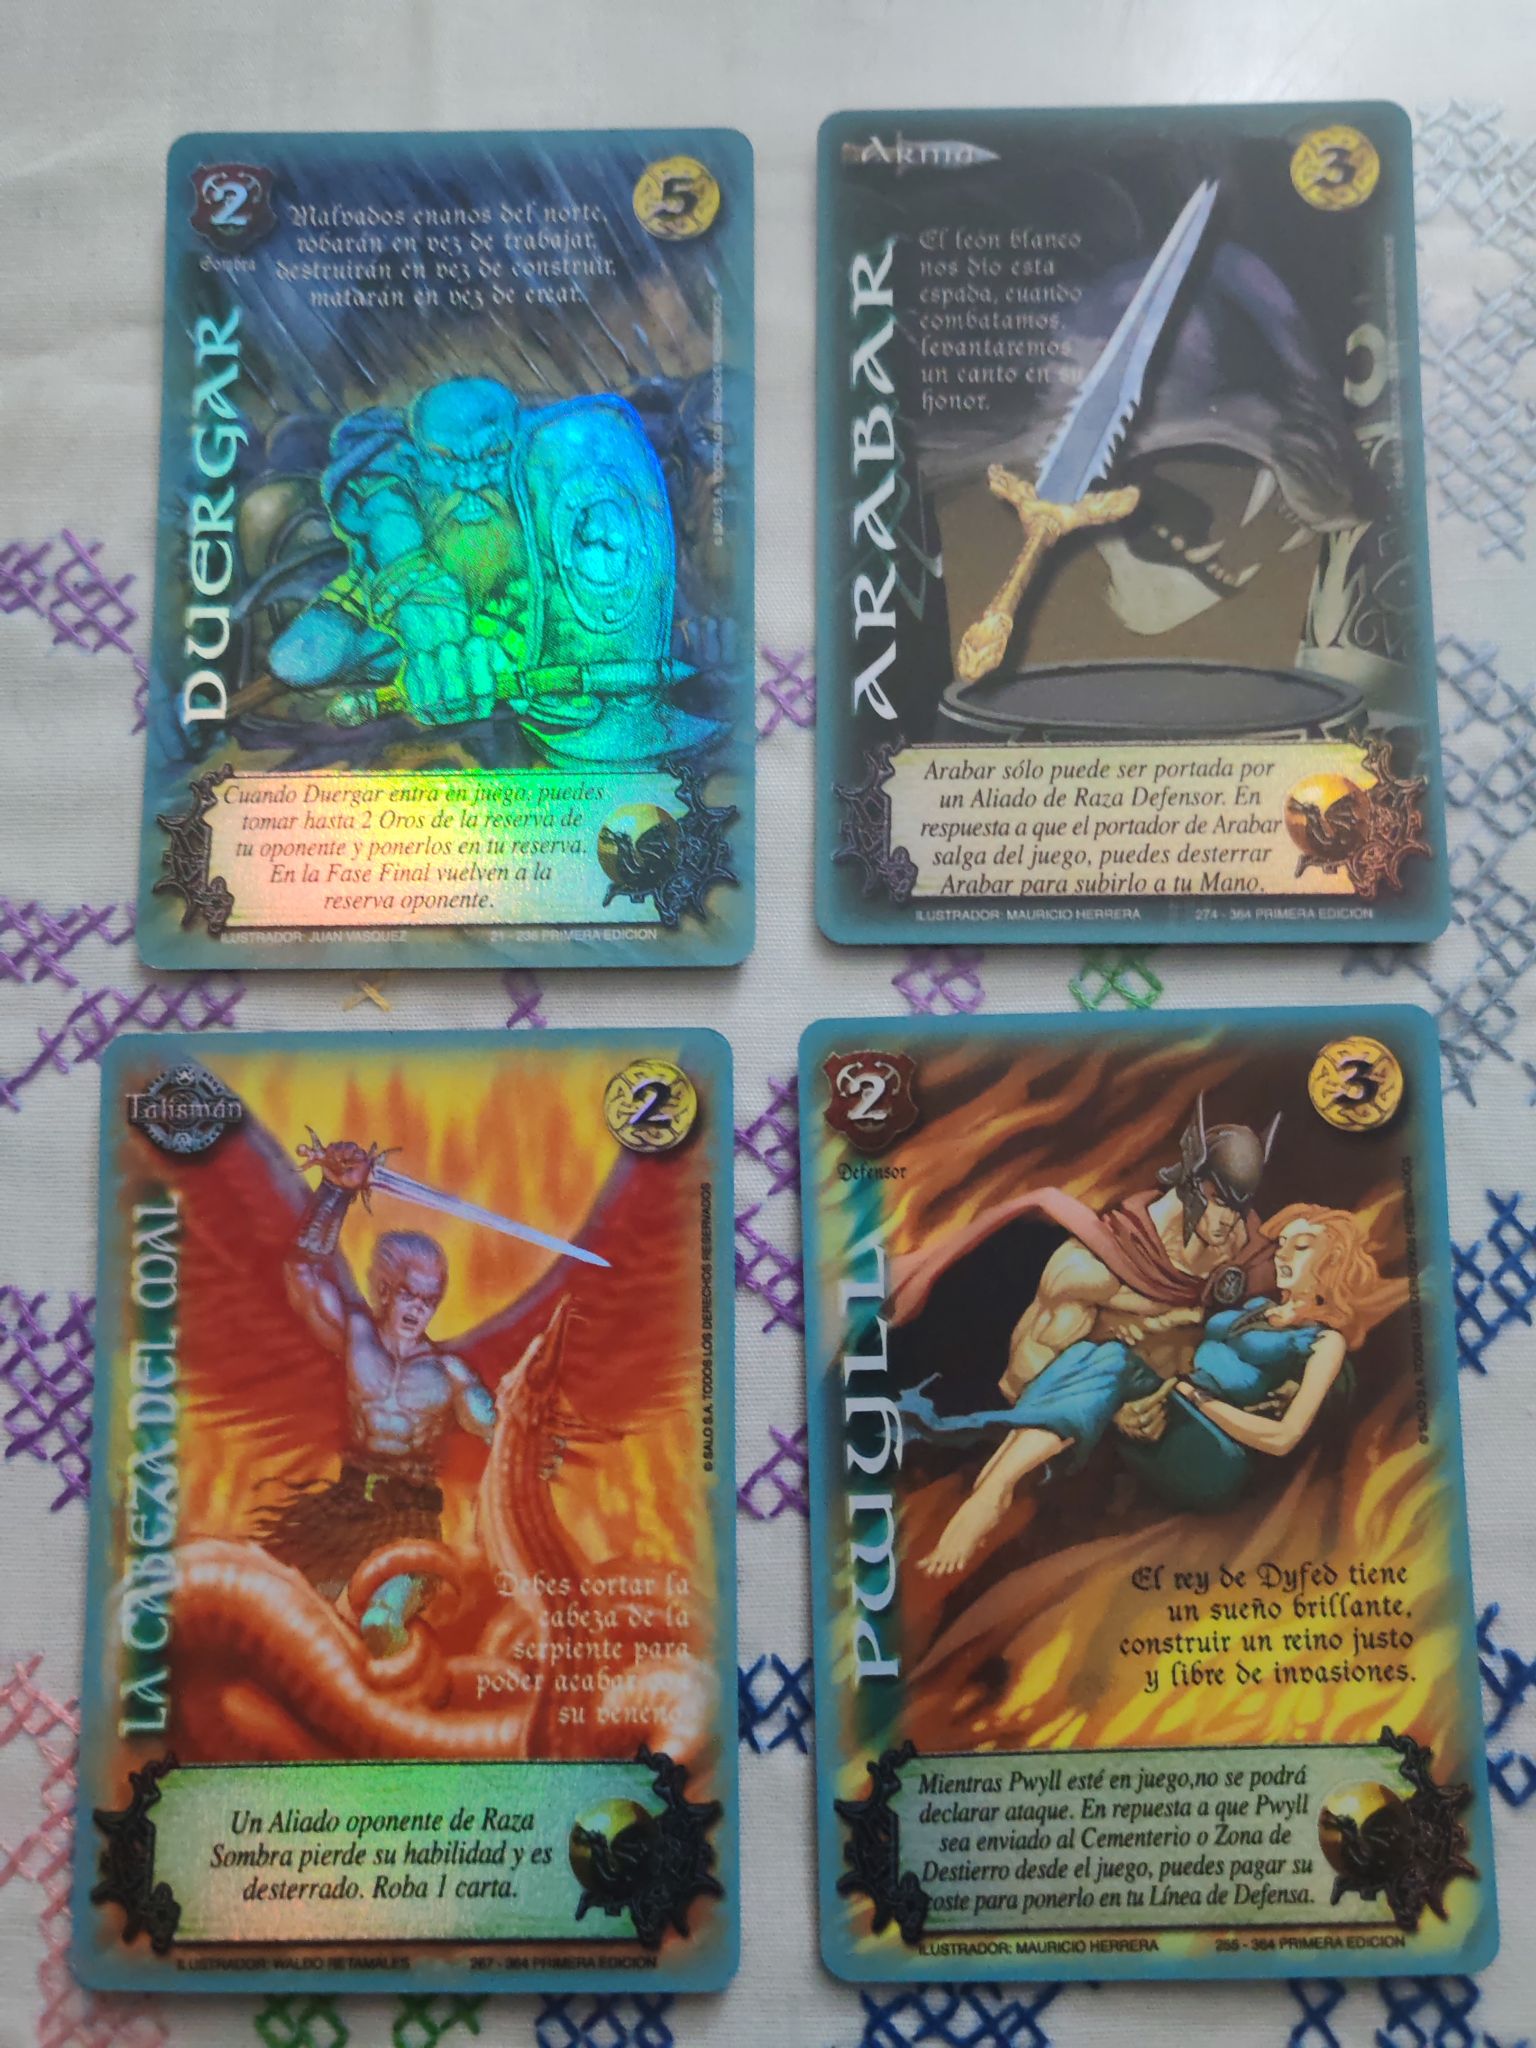 2
5
Sombra
Malvados enanos del norte,
robarán en vez de trabajar,
destruirán en vez de construir,
matarán en vez de crear.
DUERGAR
Cuando Duergar entra en juego, puedes
tomar hasta 2 Oros de la reserva de
tu oponente y ponerlos en tu reserva.
En la Fase Final vuelven a la
reserva oponente.
ILUSTRADOR: JUAN VASQUEZ
21 - 236 PRIMERA EDICION
Arma
3
El león blanco
nos dio esta
espada, cuando
combatamos,
levantaremos
un canto en su
honor.
ARABAR
Arabar sólo puede ser portada por
un Aliado de Raza Defensor. En
respuesta a que el portador de Arabar
salga del juego, puedes desterrar
Arabar para subirlo a tu Mano.
ILUSTRADOR: MAURICIO HERRERA
274 - 364 PRIMERA EDICION
Talismán
2
LA CABEZA DEL MAL
© SALO S.A. TODOS LOS DERECHOS RESERVADOS
Debes cortar la
cabeza de la
serpiente para
poder acabar
su veneno.
Un Aliado oponente de Raza
Sombra pierde su habilidad y es
desterrado. Roba 1 carta.
ILUSTRADOR: WALDO RETAMALES
267 - 364 PRIMERA EDICION
2
3
Defensor
PWYLL
© SALO S.A. TODOS LOS DERECHOS RESERVADOS
El rey de Dyfed tiene
un sueño brillante,
construir un reino justo
y libre de invasiones.
Mientras Pwyll esté en juego,no se podrá
declarar ataque. En repuesta a que Pwyll
sea enviado al Cementerio o Zona de
Destierro desde el juego, puedes pagar su
coste para ponerlo en tu Línea de Defensa.
ILUSTRADOR: MAURICIO HERRERA
255 - 364 PRIMERA EDICION